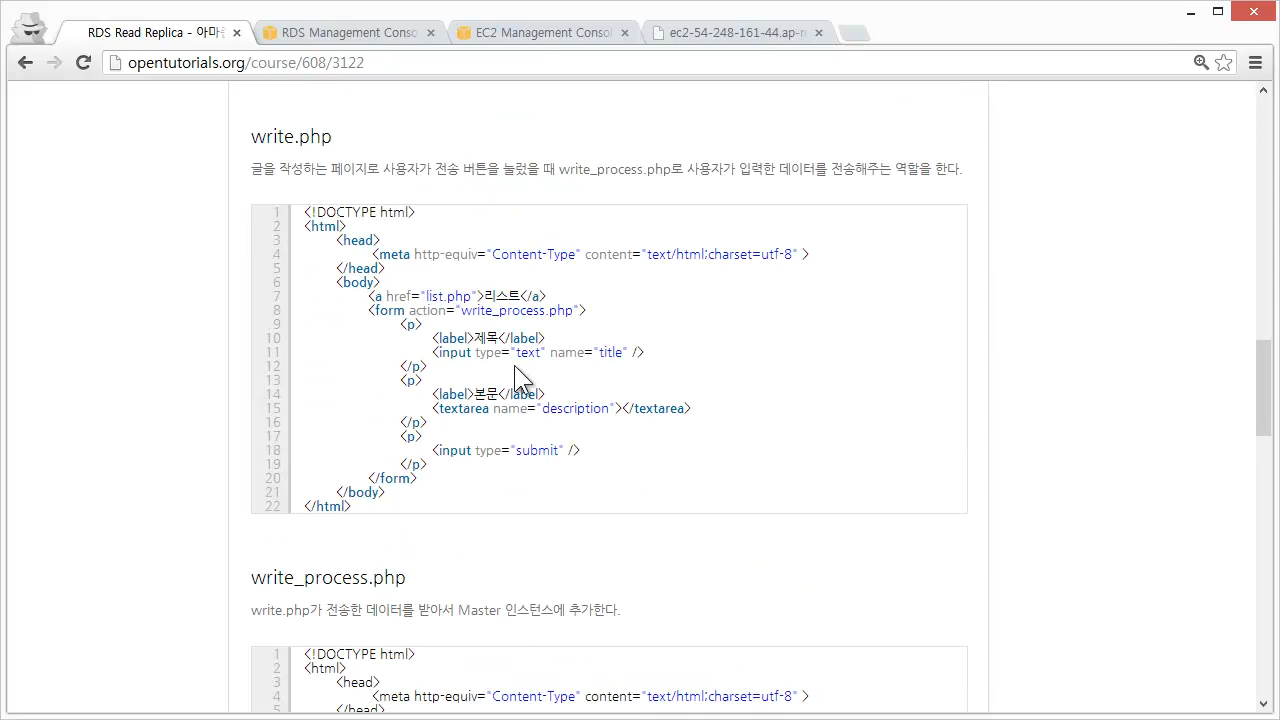 RDS Read Replica - 아마
RDS Management Conso
EC2 Management Consol
ec2-54-248-161-44.ap-n
opentutorials.org/course/608/3122
write.php
글을 작성하는 페이지로 사용자가 전송 버튼을 눌렀을 때 write_process.php로 사용자가 입력한 데이터를 전송해주는 역할을 한다.
1 <!DOCTYPE html>
2 <html>
3 <head>
4 <meta http-equiv="Content-Type" content="text/html;charset=utf-8" >
5 </head>
6 <body>
7 <a href="list.php">리스트</a>
8 <form action="write_process.php">
9 <p>
10 <label>제목</label>
11 <input type="text" name="title" />
12 </p>
13 <p>
14 <label>본문</label>
15 <textarea name="description"></textarea>
16 </p>
17 <p>
18 <input type="submit" />
19 </p>
20 </form>
21 </body>
22 </html>
write_process.php
write.php가 전송한 데이터를 받아서 Master 인스턴스에 추가한다.
1 <!DOCTYPE html>
2 <html>
3 <head>
4 <meta http-equiv="Content-Type" content="text/html;charset=utf-8" >
5 </head>